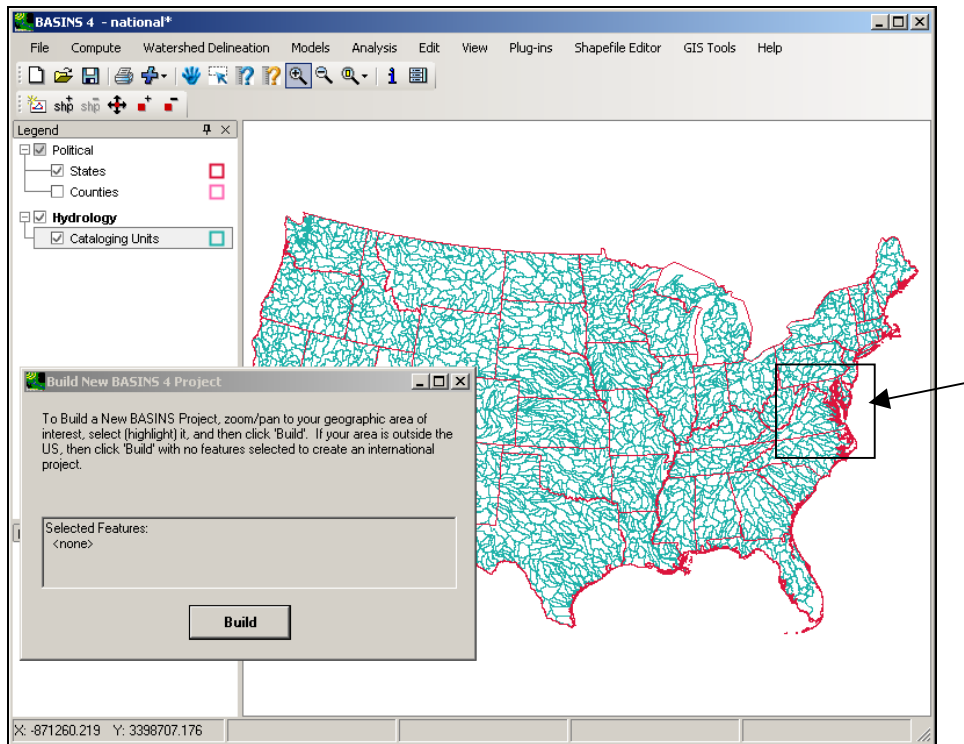 BASINS 4 - national*
File Compute Watershed Delineation Models Analysis Edit View Plug-ins Shapefile Editor GIS Tools Help
shp shp
Legend
Political
States
Counties
Hydrology
Cataloging Units
Build New BASINS 4 Project
To Build a New BASINS Project, zoom/pan to your geographic area of
interest, select (highlight) it, and then click 'Build'. If your area is outside the
US, then click 'Build' with no features selected to create an international
project.
Selected Features:
<none>
Build
X: -871260.219 Y: 3398707.176